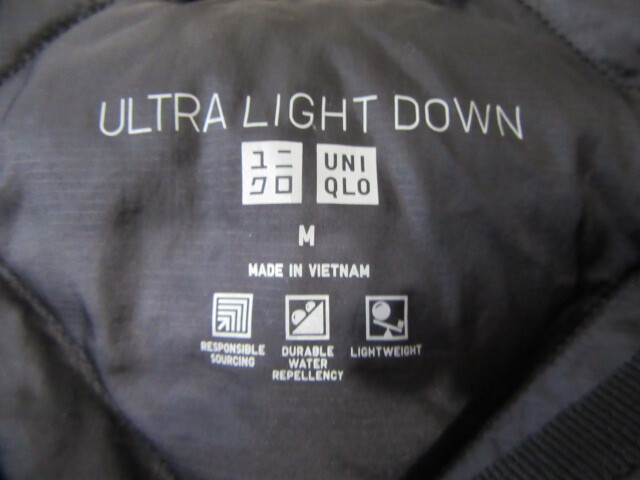 ULTRA LIGHT DOWN
ユニ UNI
クロ QLO
M
MADE IN VIETNAM
RESPONSIBLE SOURCING
DURABLE WATER REPELLENCY
LIGHTWEIGHT